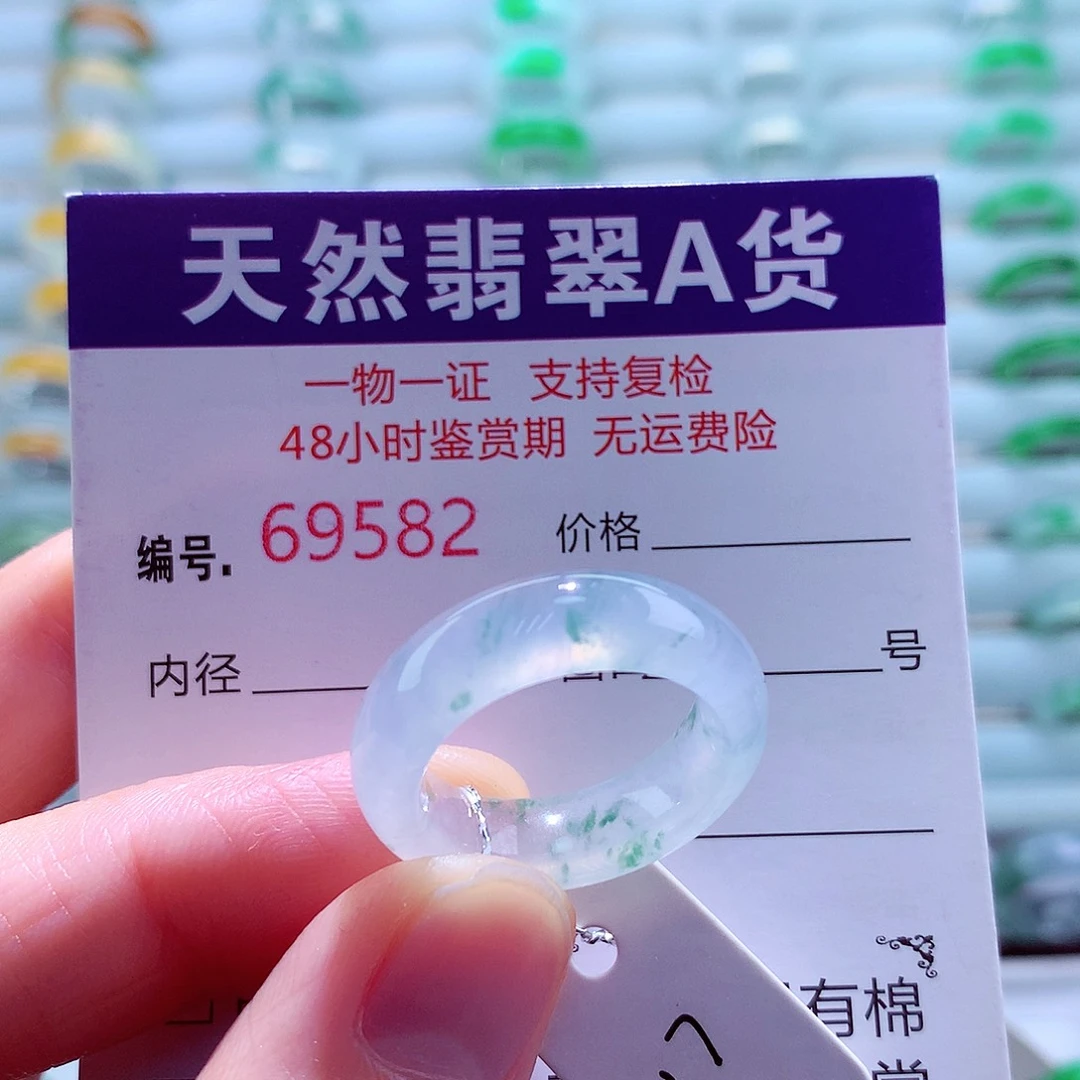 天然翡翠A货
一物一证 支持复检
48小时鉴赏期 无运费险
编号. 69582 价格
内径 号
有棉